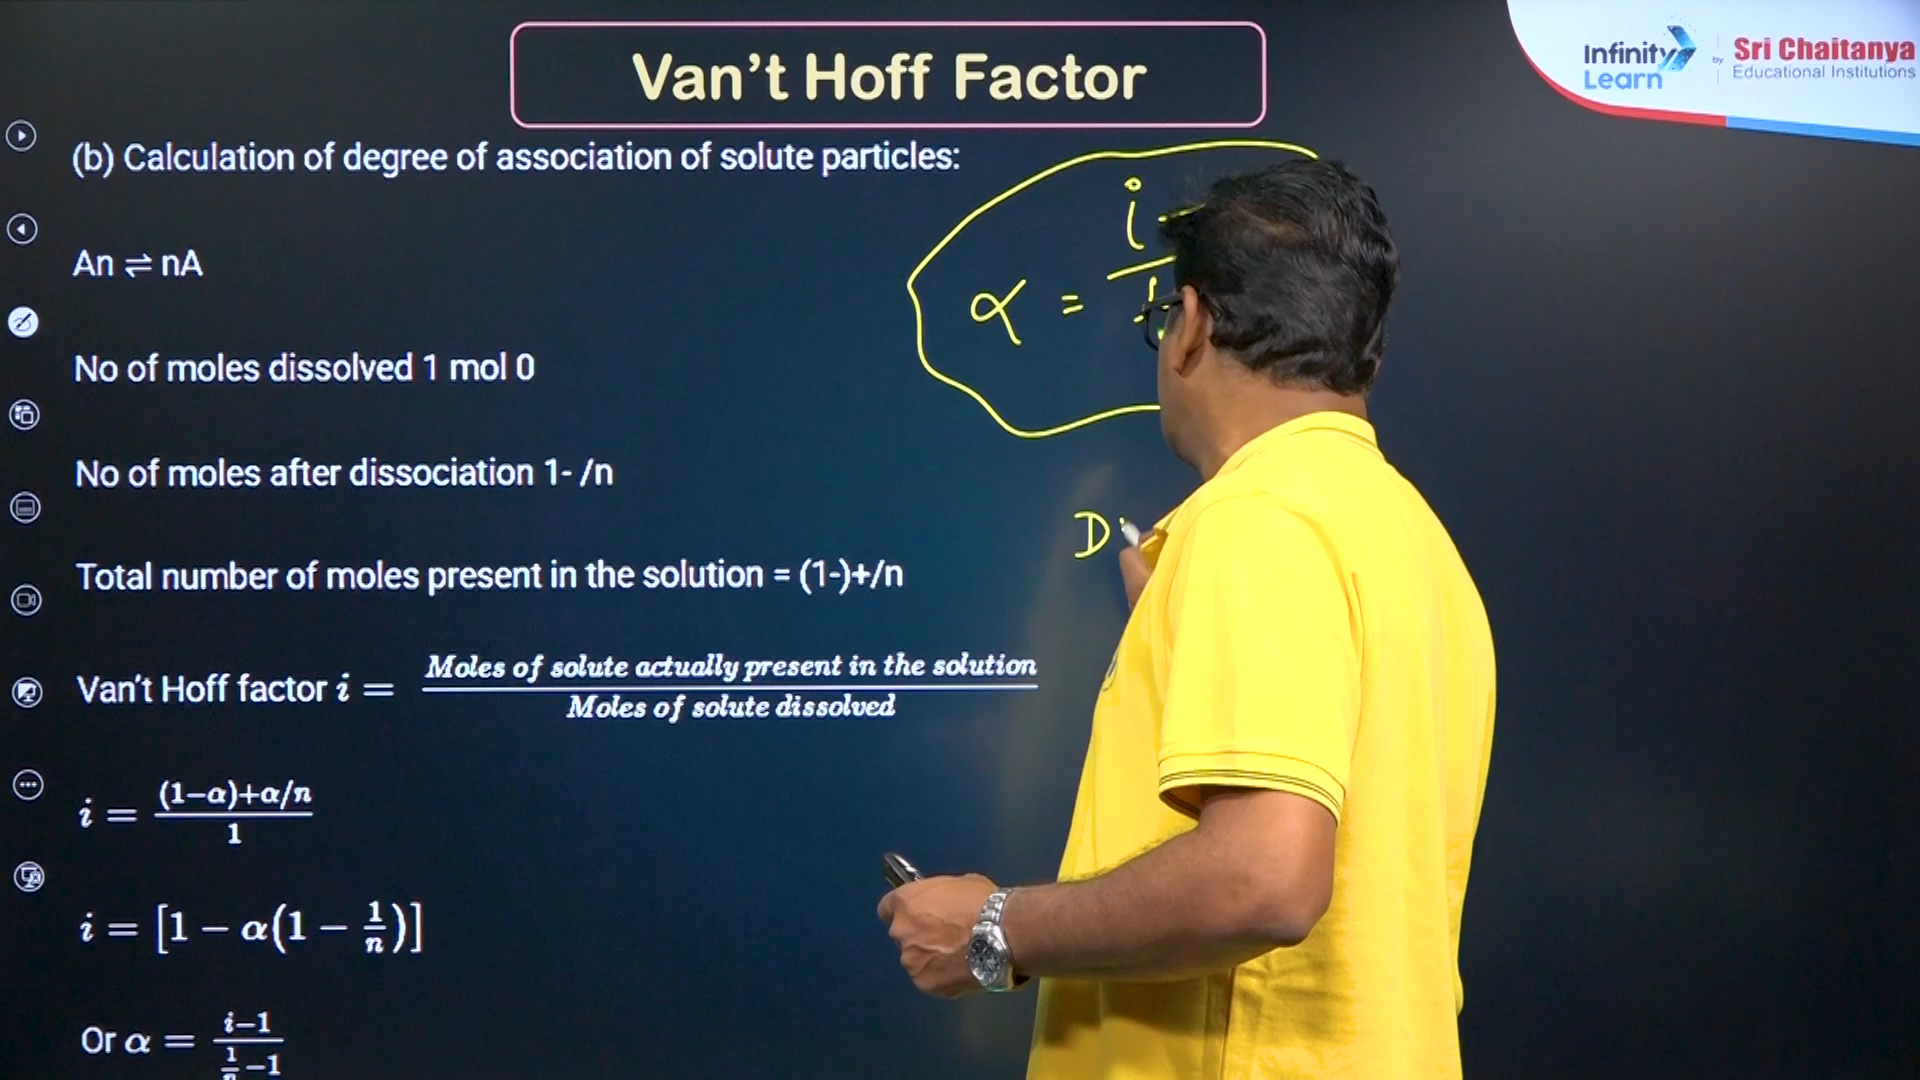 Van't Hoff Factor
Infinity Learn by Sri Chaitanya Educational Institutions
(b) Calculation of degree of association of solute particles:
An ⇌ nA
No of moles dissolved 1 mol 0
No of moles after dissociation 1- /n
Total number of moles present in the solution = (1-)+/n
Van't Hoff factor i = Moles of solute actually present in the solution / Moles of solute dissolved
i = (1−α)+α/n / 1
i = [1 − α(1 − 1/n)]
Or α = i−1 / 1/n −1
α = i
D